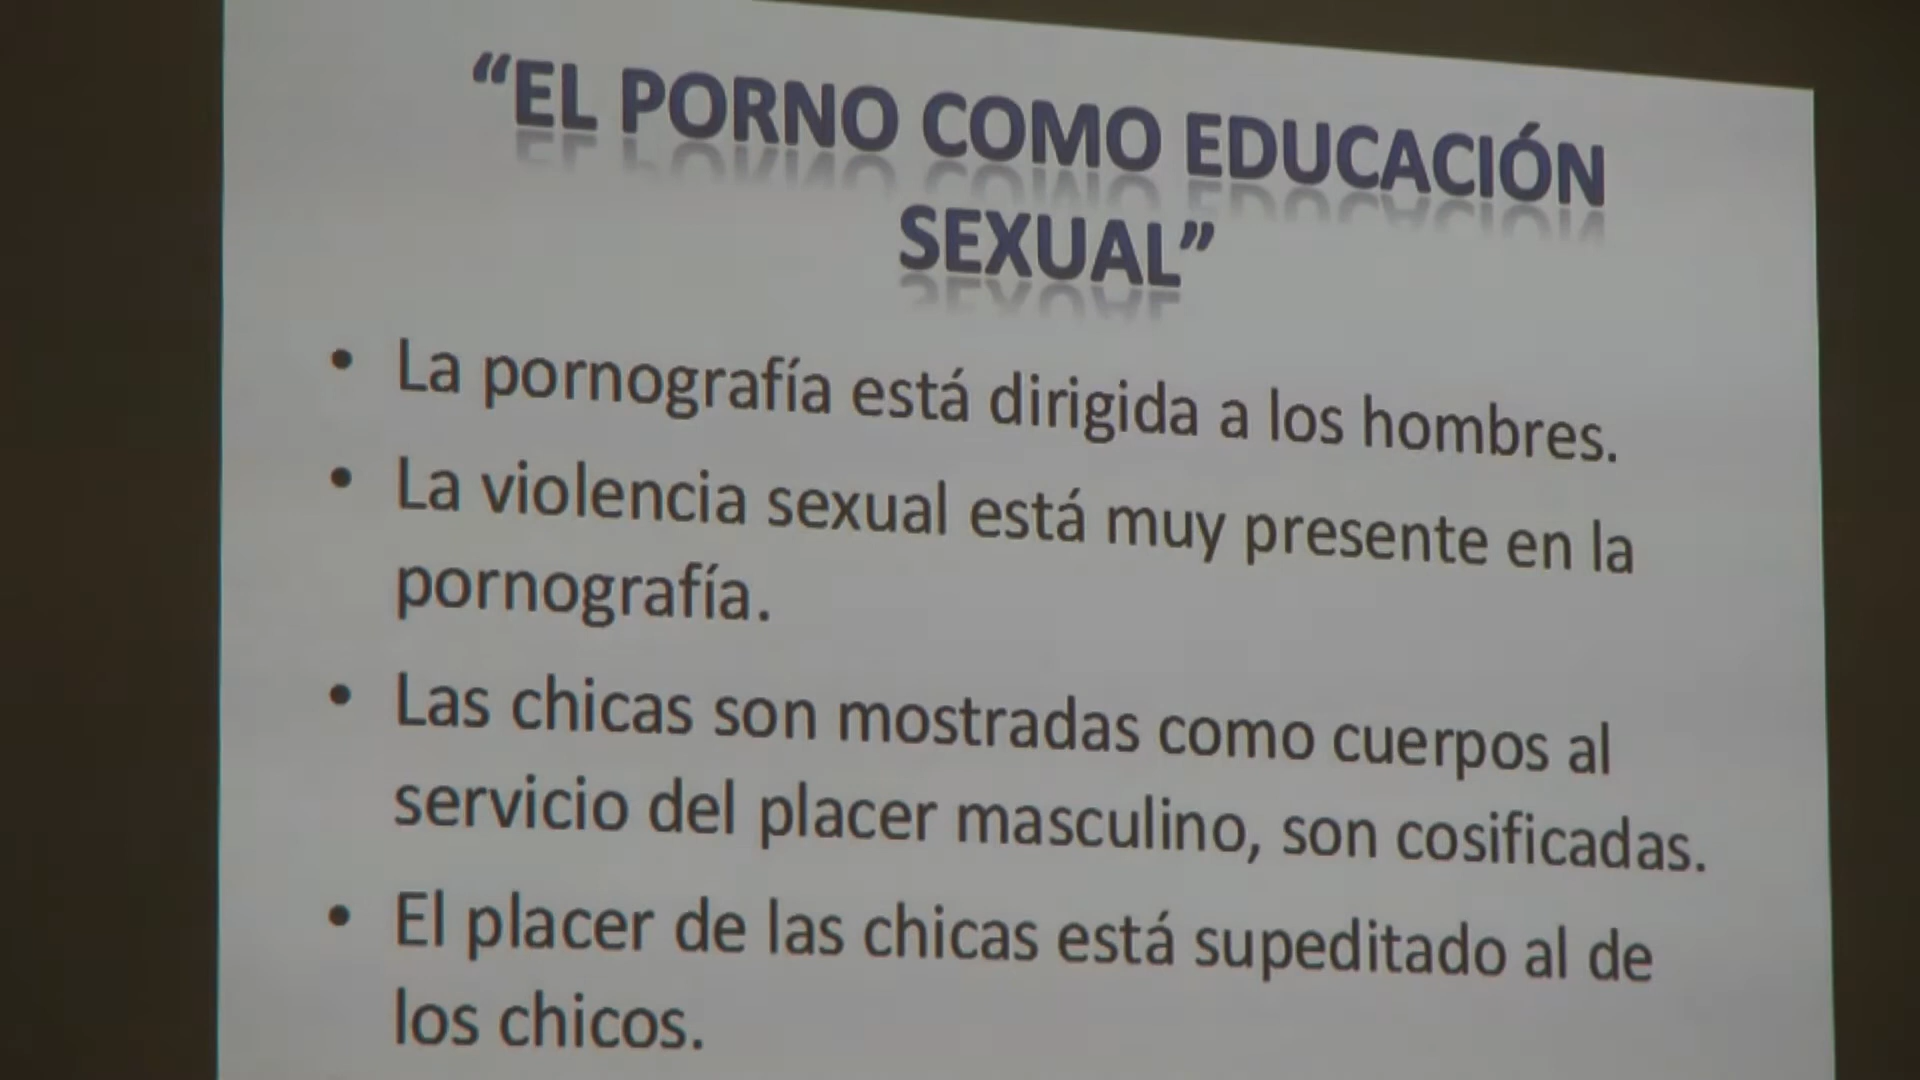 “EL PORNO COMO EDUCACIÓN
SEXUAL”
• La pornografía está dirigida a los hombres.
• La violencia sexual está muy presente en la
pornografía.
• Las chicas son mostradas como cuerpos al
servicio del placer masculino, son cosificadas.
• El placer de las chicas está supeditado al de
los chicos.